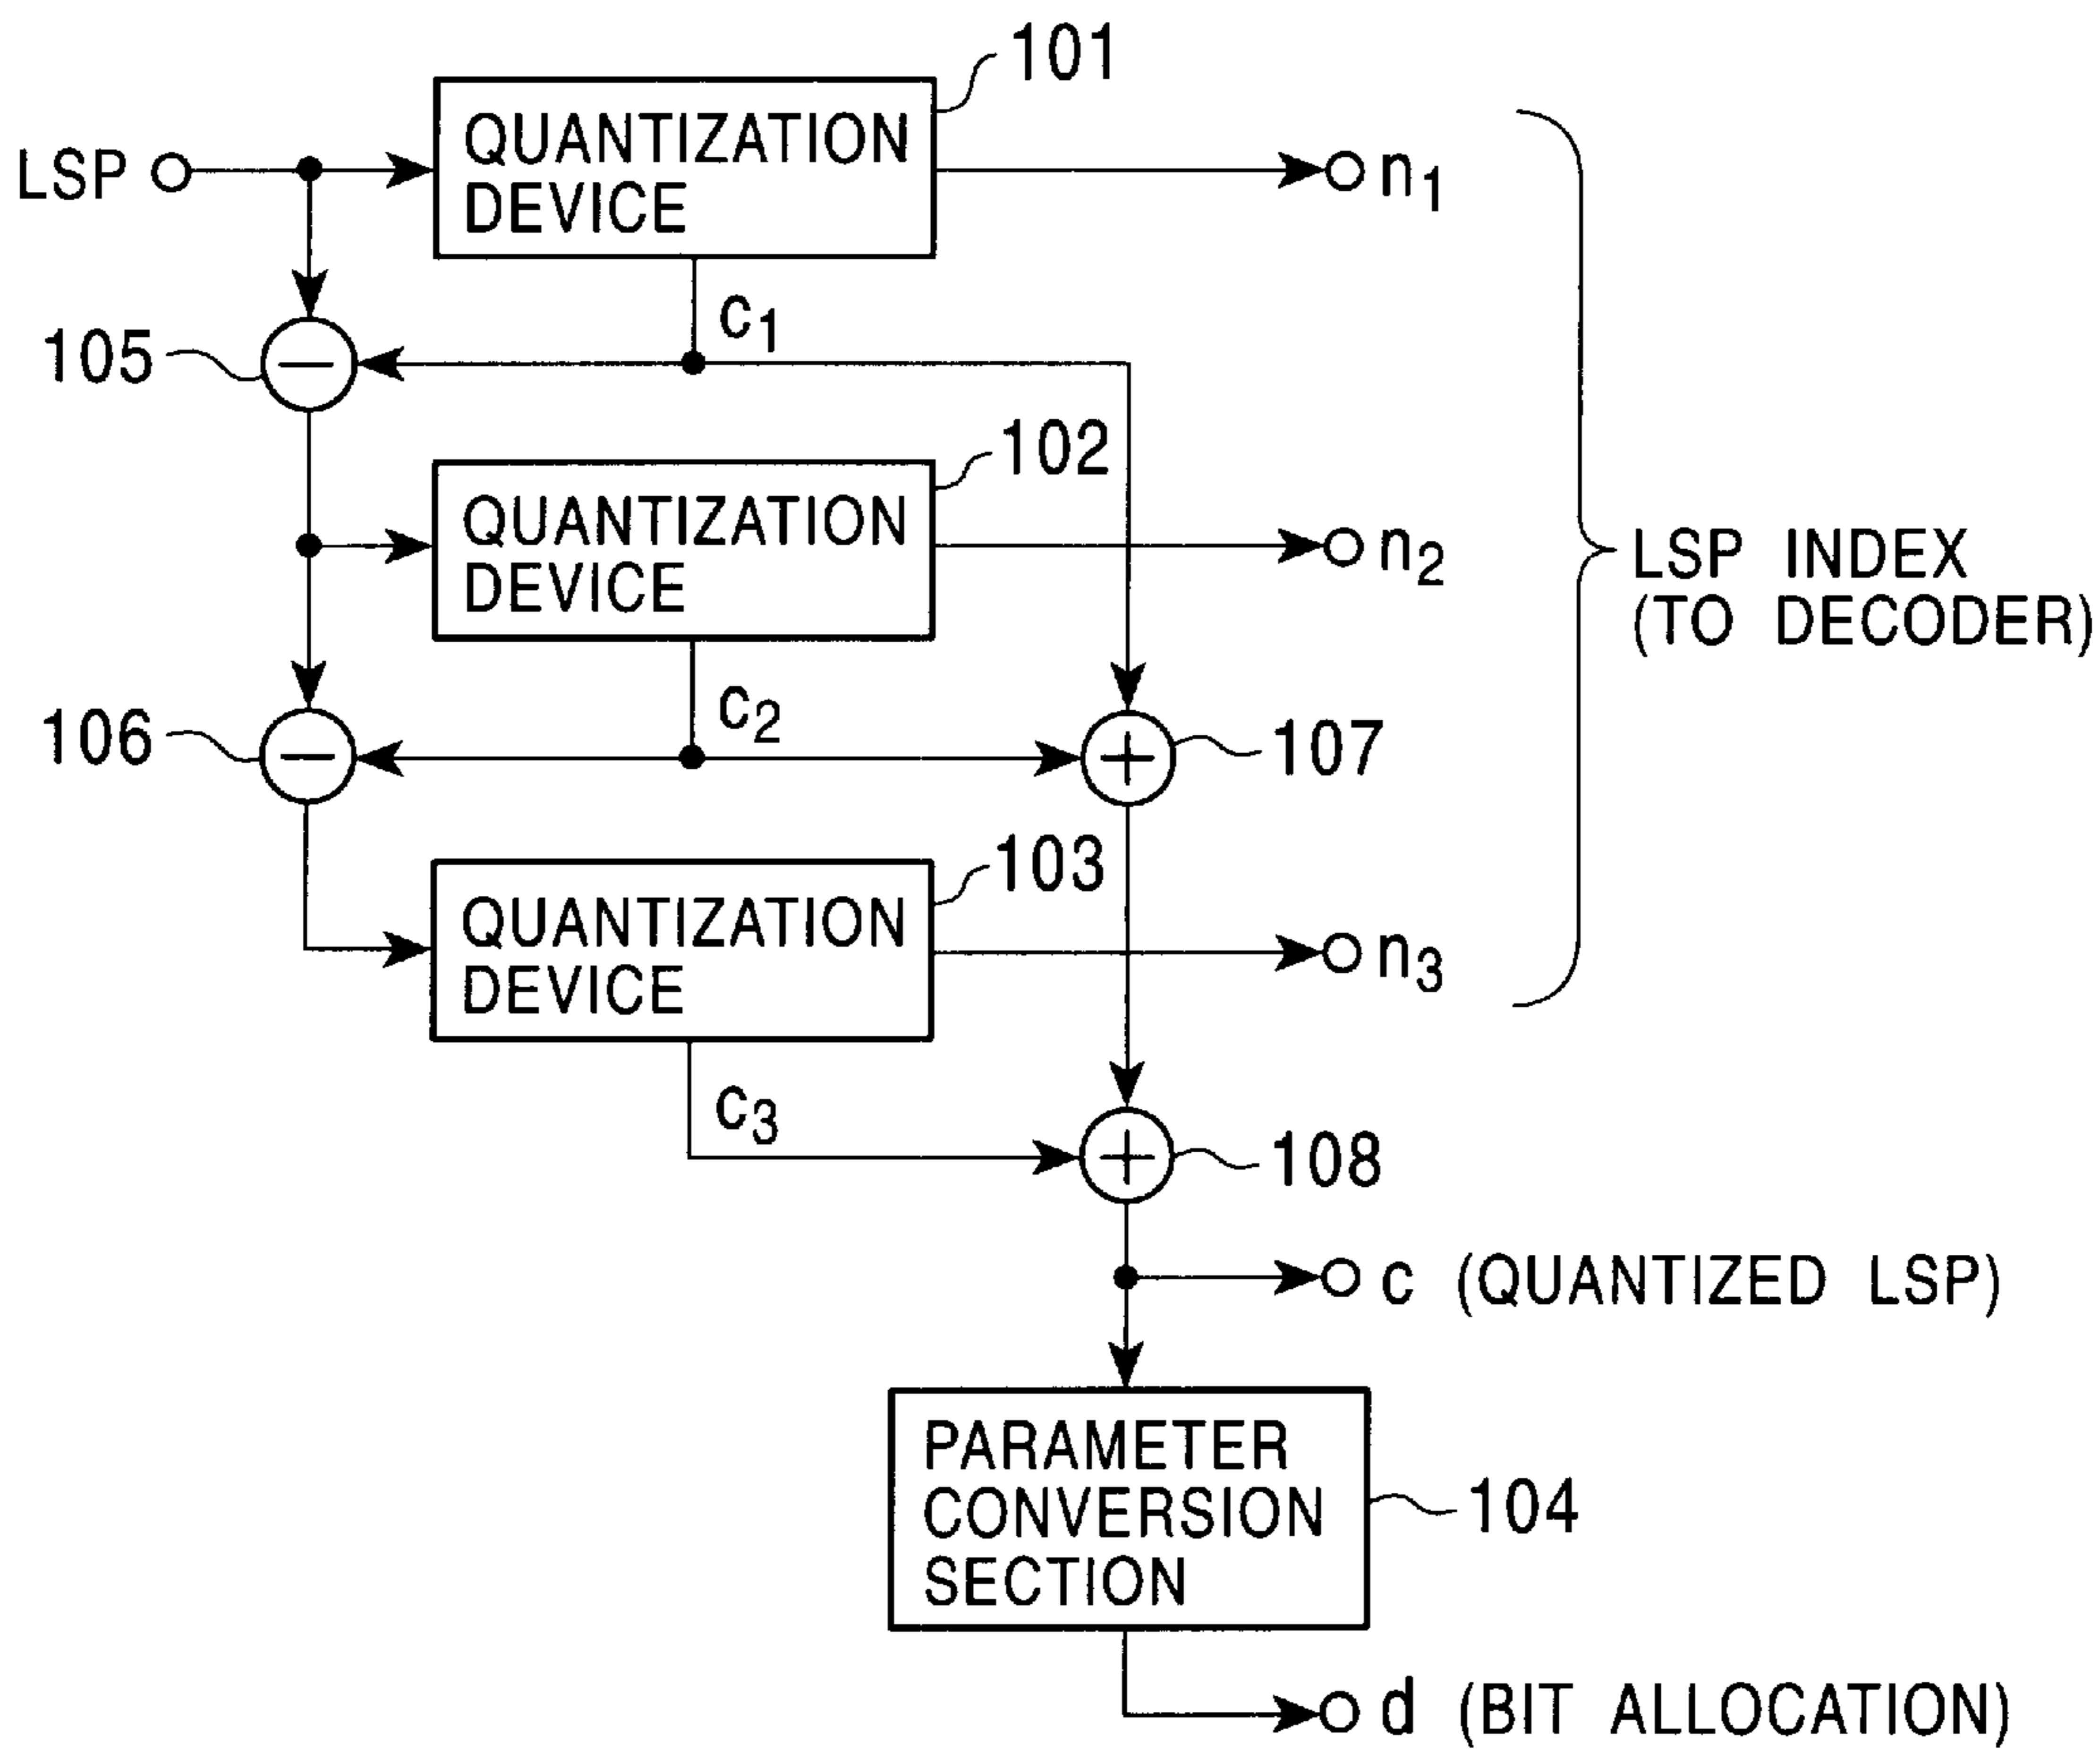 101
QUANTIZATION
DEVICE
LSP
n1
c1
105
102
QUANTIZATION
DEVICE
n2
LSP INDEX
(TO DECODER)
c2
106
107
103
QUANTIZATION
DEVICE
n3
c3
108
c (QUANTIZED LSP)
PARAMETER
CONVERSION
SECTION
104
d (BIT ALLOCATION)